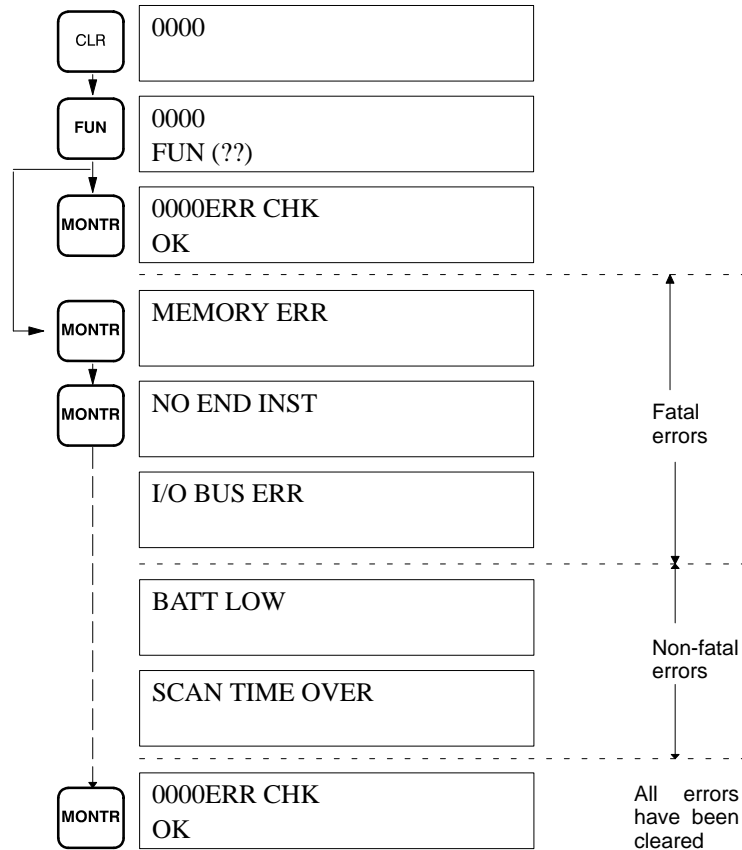 CLR
0000
FUN
0000
FUN (??)
MONTR
0000ERR CHK
OK
MONTR
MEMORY ERR
MONTR
NO END INST
Fatal
errors
I/O BUS ERR
BATT LOW
Non-fatal
errors
SCAN TIME OVER
MONTR
0000ERR CHK
OK
All errors
have been
cleared